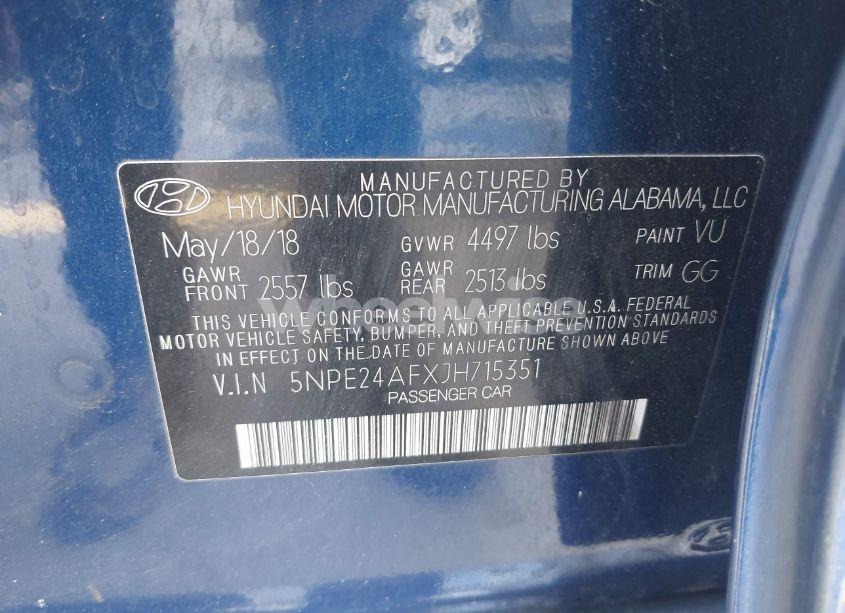 MANUFACTURED BY
HYUNDAI MOTOR MANUFACTURING ALABAMA, LLC
May/18/18 GVWR 4497 lbs PAINT VU
GAWR FRONT 2557 lbs GAWR REAR 2513 lbs TRIM GG
wheelwise
THIS VEHICLE CONFORMS TO ALL APPLICABLE U.S.A. FEDERAL
MOTOR VEHICLE SAFETY, BUMPER, AND THEFT PREVENTION STANDARDS
IN EFFECT ON THE DATE OF MANUFACTURE SHOWN ABOVE.
V.I.N 5NPE24AFXJH715351
PASSENGER CAR